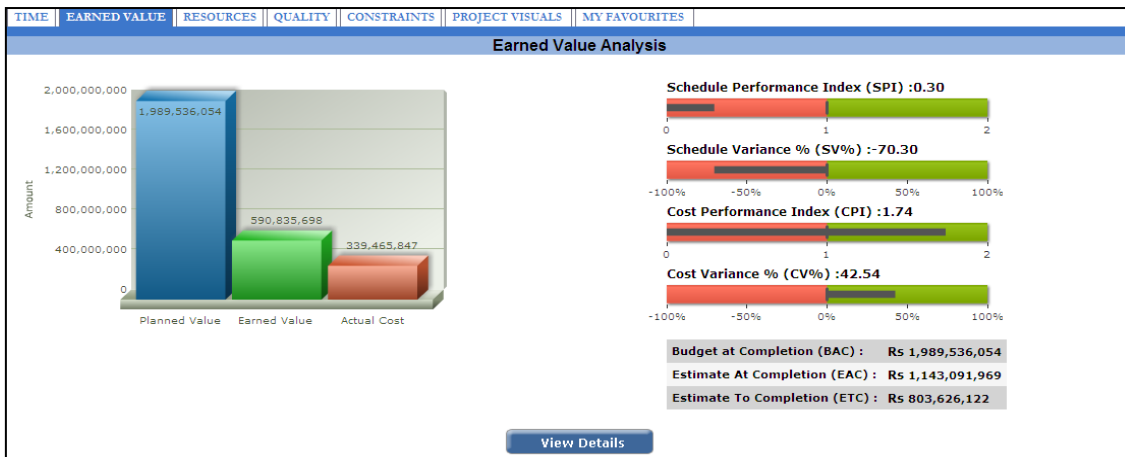 TIME EARNED VALUE RESOURCES QUALITY CONSTRAINTS PROJECT VISUALS MY FAVOURITES
Earned Value Analysis
2,000,000,000
1,600,000,000
1,200,000,000
800,000,000
400,000,000
0
Amount
1,989,536,054
590,835,698
339,465,847
Planned Value Earned Value Actual Cost
Schedule Performance Index (SPI) :0.30
0 1 2
Schedule Variance % (SV%) :-70.30
-100% -50% 0% 50% 100%
Cost Performance Index (CPI) :1.74
0 1 2
Cost Variance % (CV%) :42.54
-100% -50% 0% 50% 100%
Budget at Completion (BAC) : Rs 1,989,536,054
Estimate At Completion (EAC) : Rs 1,143,091,969
Estimate To Completion (ETC) : Rs 803,626,122
View Details